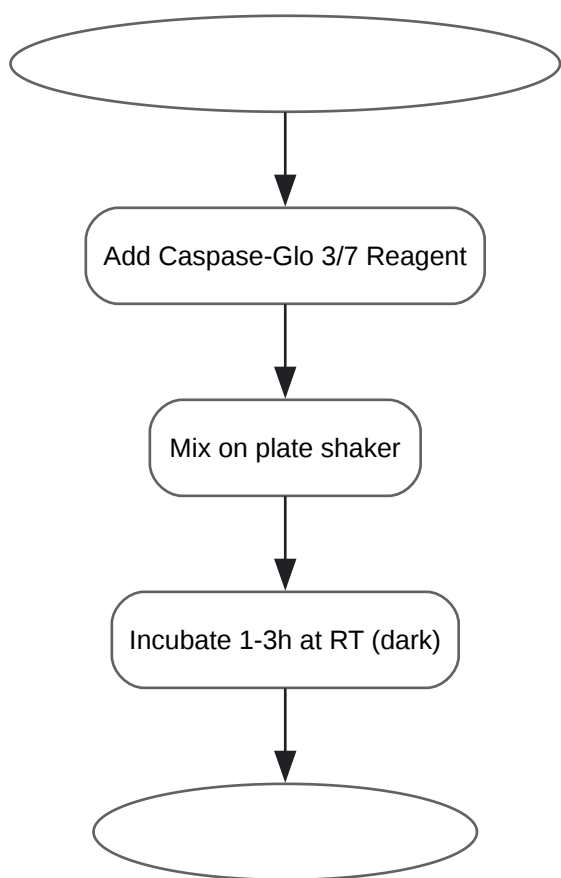 Add Caspase-Glo 3/7 Reagent
Mix on plate shaker
Incubate 1-3h at RT (dark)